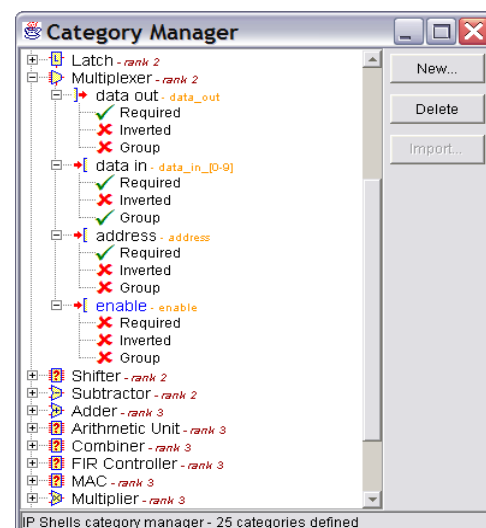 Category Manager
Latch - rank 2
Multiplexer - rank 2
data out - data_out
Required
Inverted
Group
data in - data_in_[0-9]
Required
Inverted
Group
address - address
Required
Inverted
Group
enable - enable
Required
Inverted
Group
Shifter - rank 2
Subtractor - rank 2
Adder - rank 3
Arithmetic Unit - rank 3
Combiner - rank 3
FIR Controller - rank 3
MAC - rank 3
Multiplier - rank 3
New...
Delete
Import...
IP Shells category manager - 25 categories defined